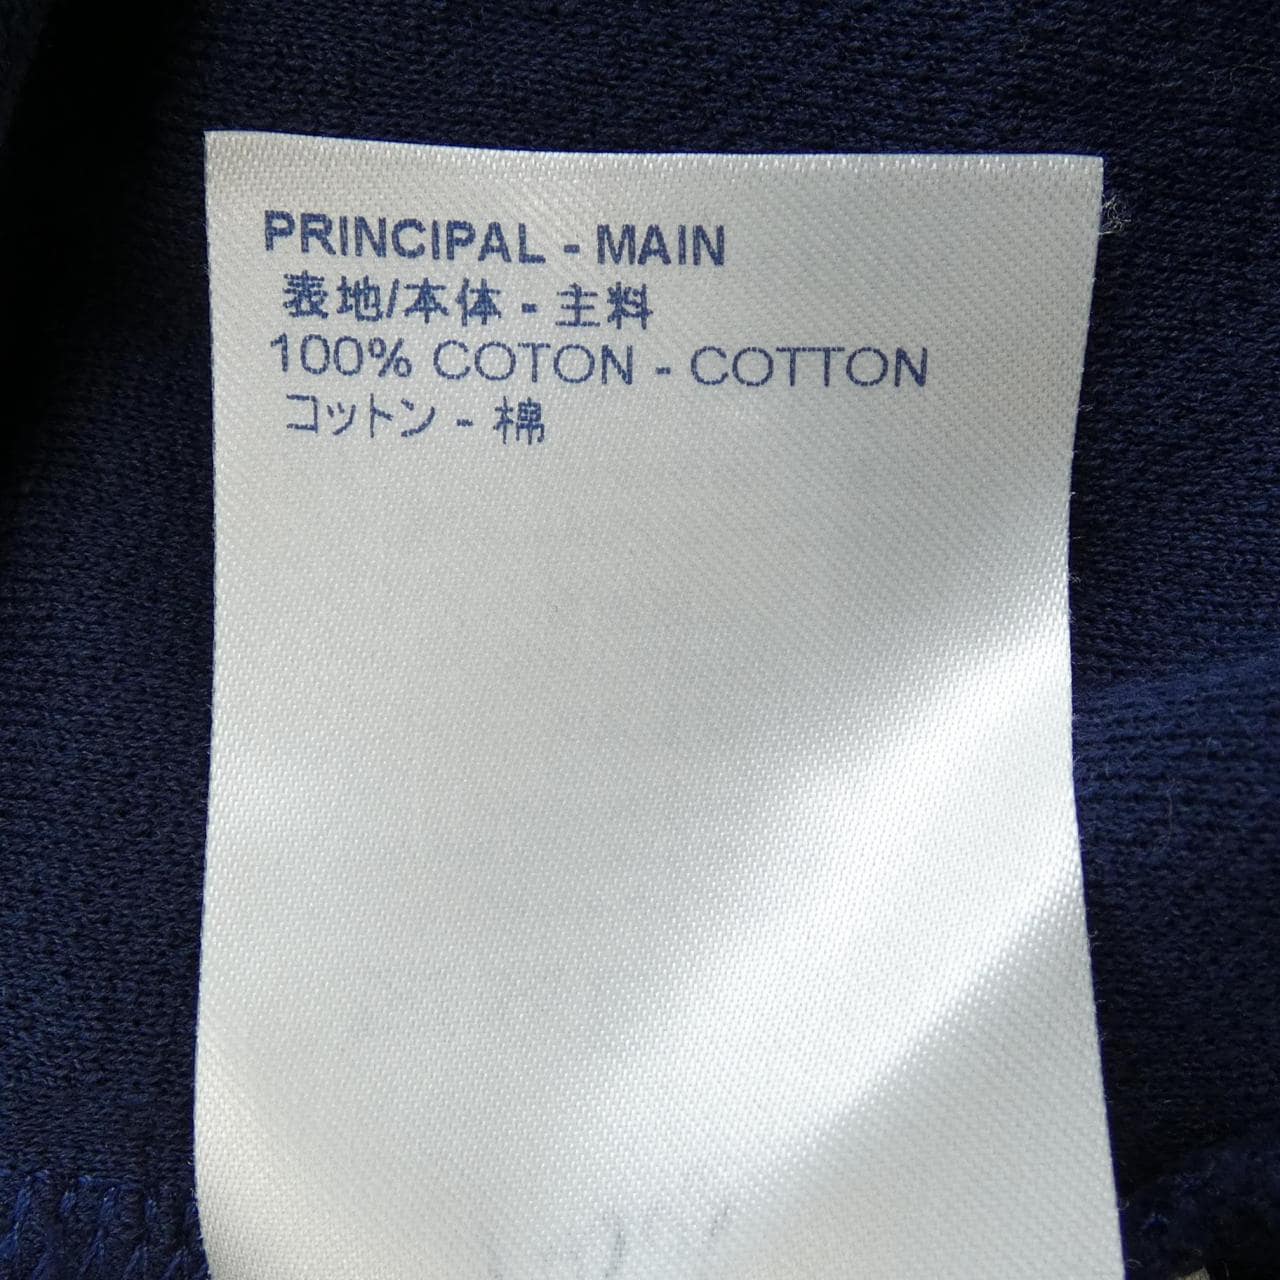 PRINCIPAL - MAIN
表地/本体 - 主料
100% COTON - COTTON
コットン - 棉